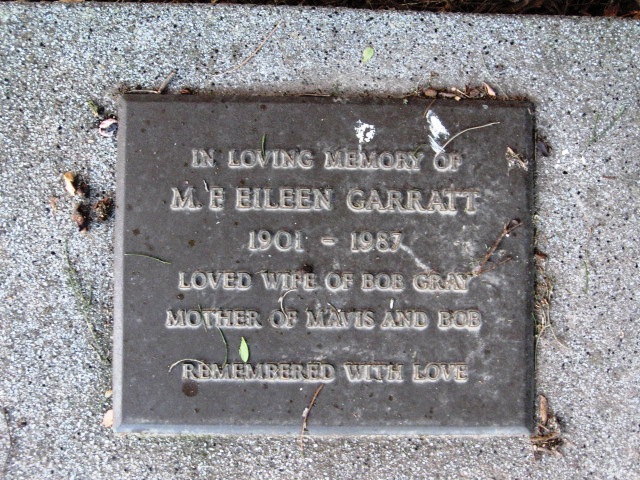 IN LOVING MEMORY OF
M. E EILEEN GARRATT
1901 - 1987
LOVED WIFE OF BOB GRAY
MOTHER OF MAVIS AND BOB
REMEMBERED WITH LOVE